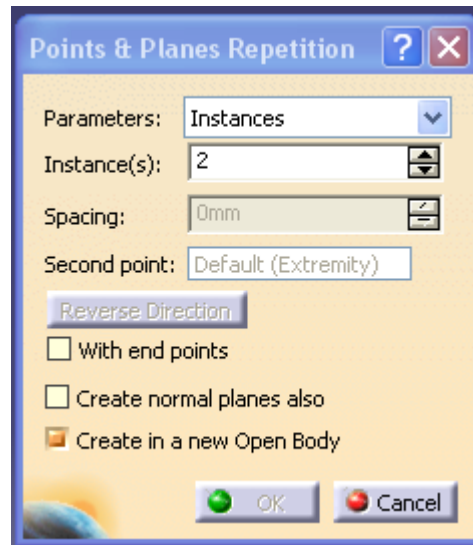 Points & Planes Repetition ?
Parameters: Instances
Instance(s): 2
Spacing: 0mm
Second point: Default (Extremity)
Reverse Direction
With end points
Create normal planes also
Create in a new Open Body
OK Cancel